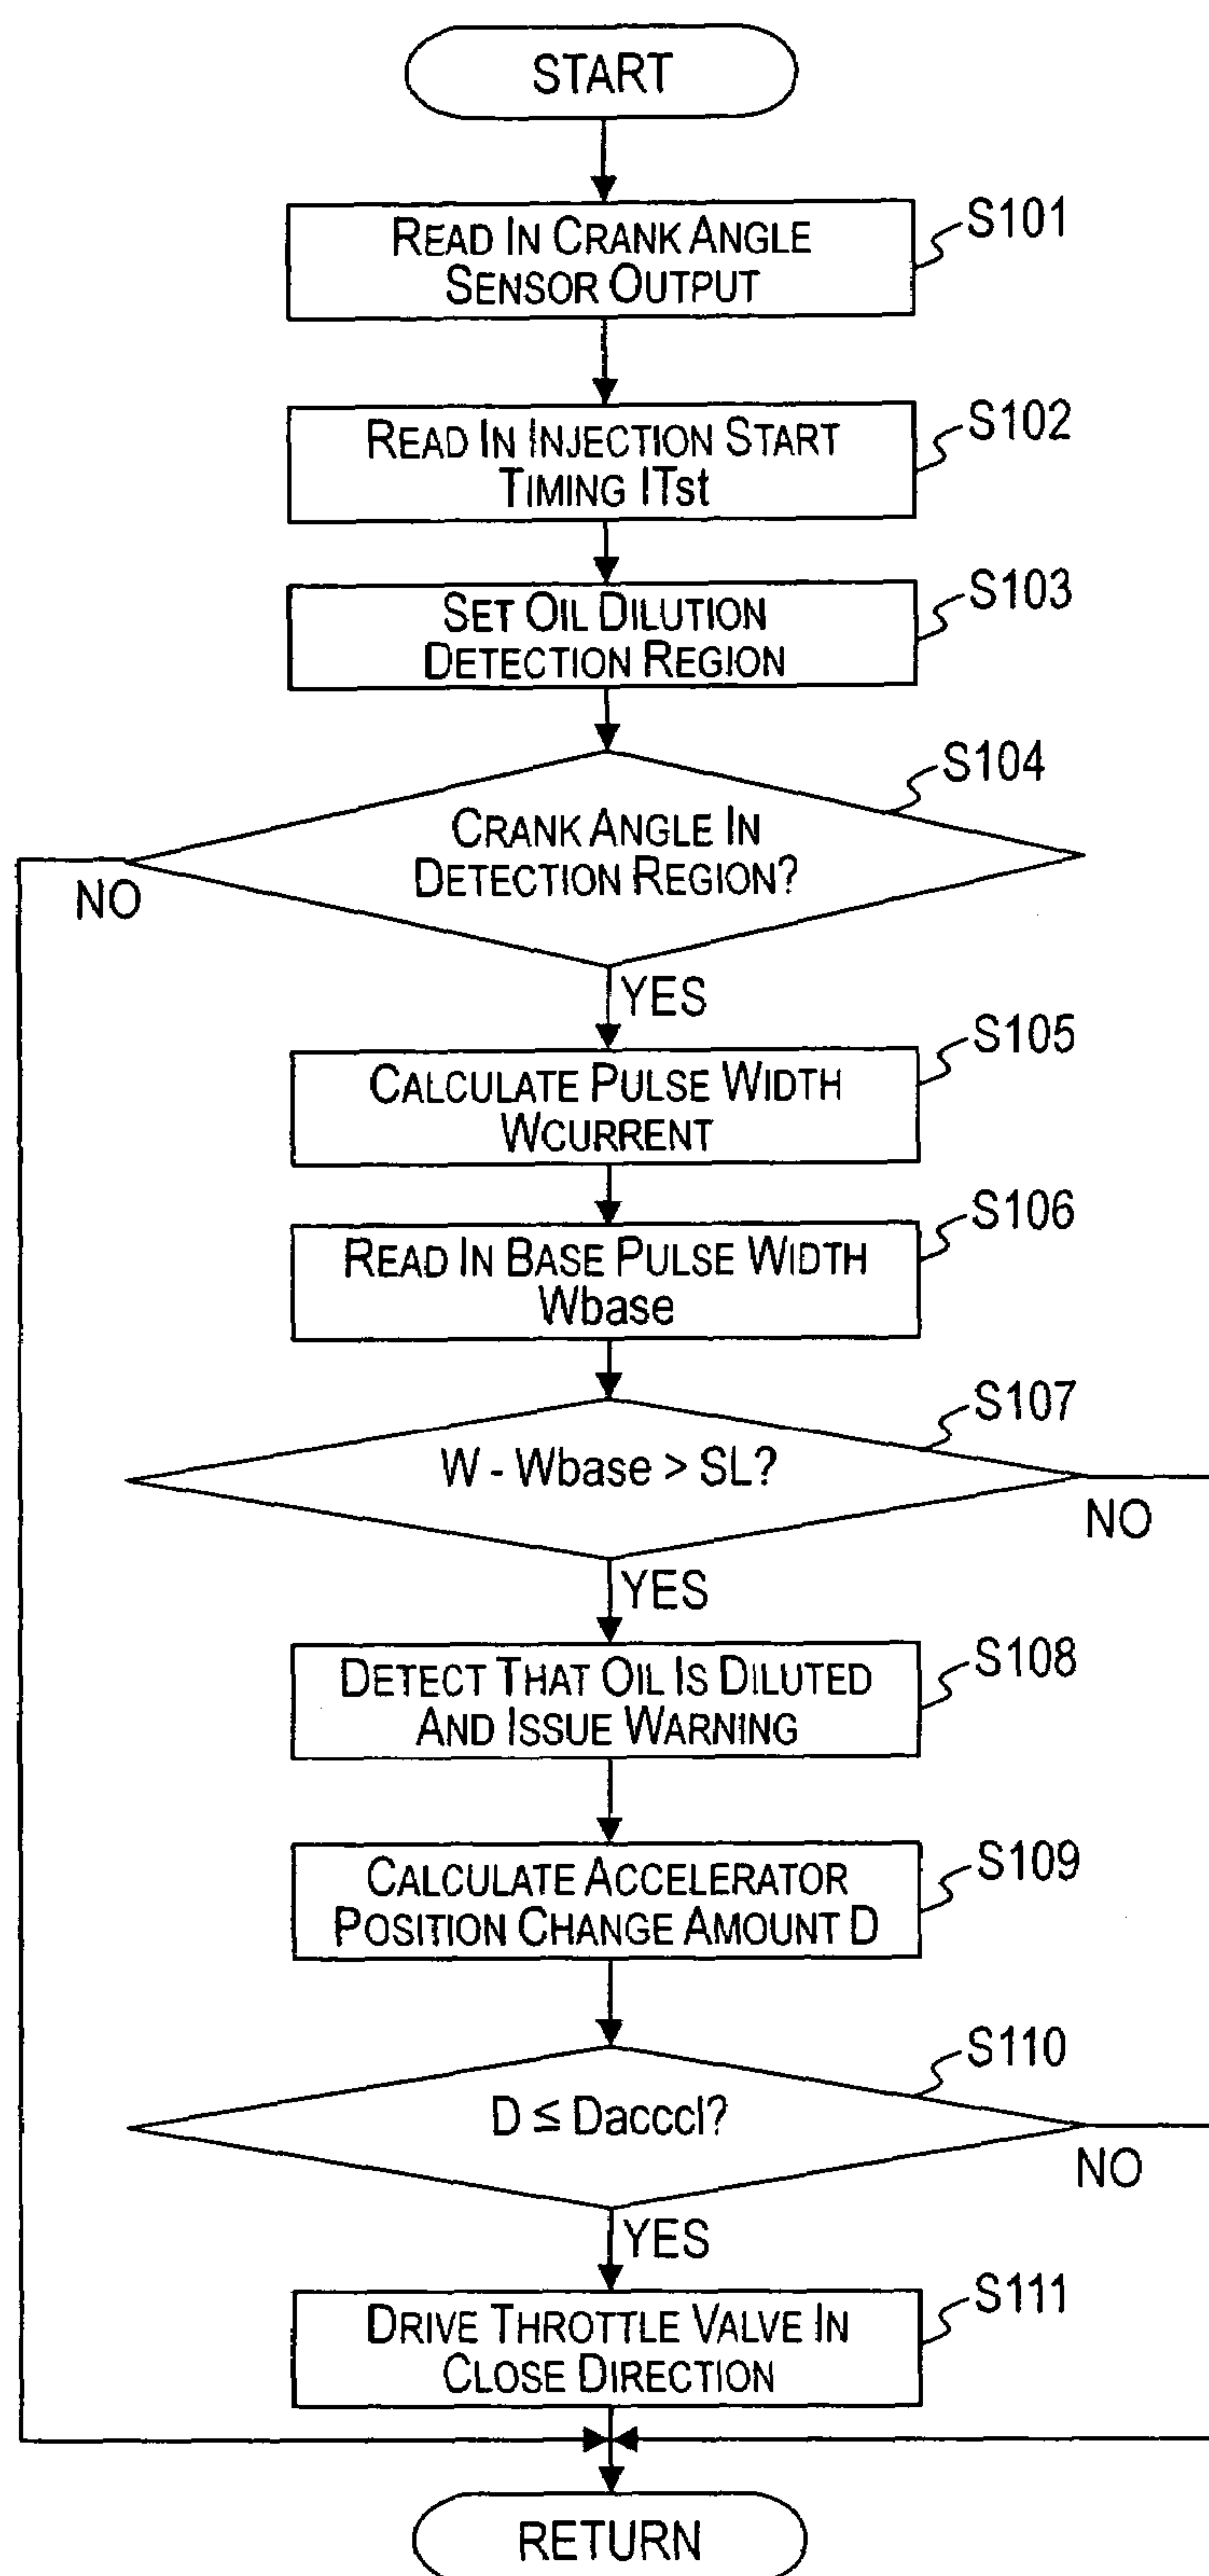 START
READ IN CRANK ANGLE
SENSOR OUTPUT
S101
READ IN INJECTION START
TIMING ITst
S102
SET OIL DILUTION
DETECTION REGION
S103
CRANK ANGLE IN
DETECTION REGION?
S104
NO
YES
CALCULATE PULSE WIDTH
WCURRENT
S105
READ IN BASE PULSE WIDTH
Wbase
S106
W - Wbase > SL?
S107
NO
YES
DETECT THAT OIL IS DILUTED
AND ISSUE WARNING
S108
CALCULATE ACCELERATOR
POSITION CHANGE AMOUNT D
S109
D ≤ Dacccl?
S110
NO
YES
DRIVE THROTTLE VALVE IN
CLOSE DIRECTION
S111
RETURN